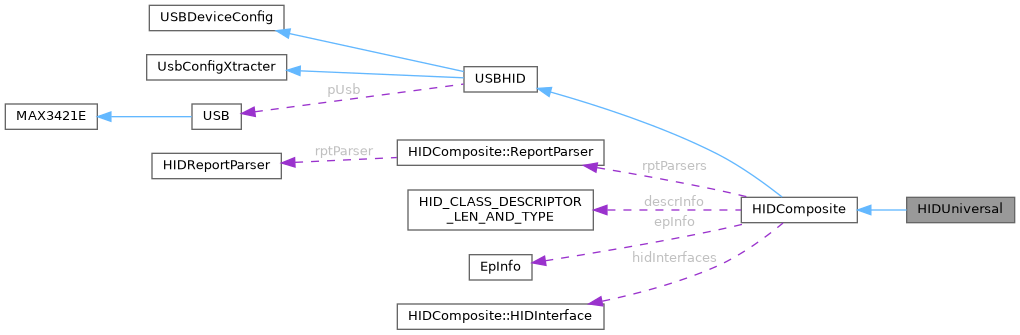 USBDeviceConfig
UsbConfigXtracter
USBHID
pUsb
MAX3421E
USB
HIDComposite::ReportParser
rptParser
HIDReportParser
rptParsers
HID_CLASS_DESCRIPTOR
_LEN_AND_TYPE
descrInfo
HIDComposite
HIDUniversal
epInfo
EpInfo
hidInterfaces
HIDComposite::HIDInterface